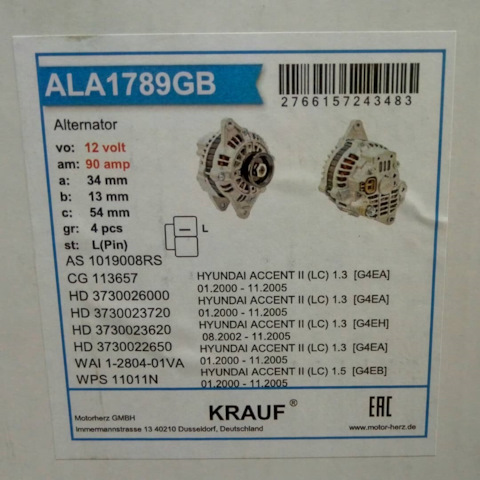 ALA1789GB
2766157243483
Alternator
vo: 12 volt
am: 90 amp
a: 34 mm
b: 13 mm
c: 54 mm
gr: 4 pcs
st: L(Pin)
L
AS 1019008RS
CG 113657
HD 3730026000
HD 3730023720
HD 3730023620
HD 3730022650
WAI 1-2804-01VA
WPS 11011N
HYUNDAI ACCENT II (LC) 1.3 [G4EA]
01.2000 - 11.2005
HYUNDAI ACCENT II (LC) 1.3 [G4EA]
01.2000 - 11.2005
HYUNDAI ACCENT II (LC) 1.3 [G4EH]
08.2002 - 11.2005
HYUNDAI ACCENT II (LC) 1.3 [G4EA]
01.2000 - 11.2005
HYUNDAI ACCENT II (LC) 1.5 [G4EB]
01.2000 - 11.2005
Motorherz GMBH
Immermannstrasse 13 40210 Dusseldorf, Deutschland
KRAUF ®
EAC
www.motor-herz.de